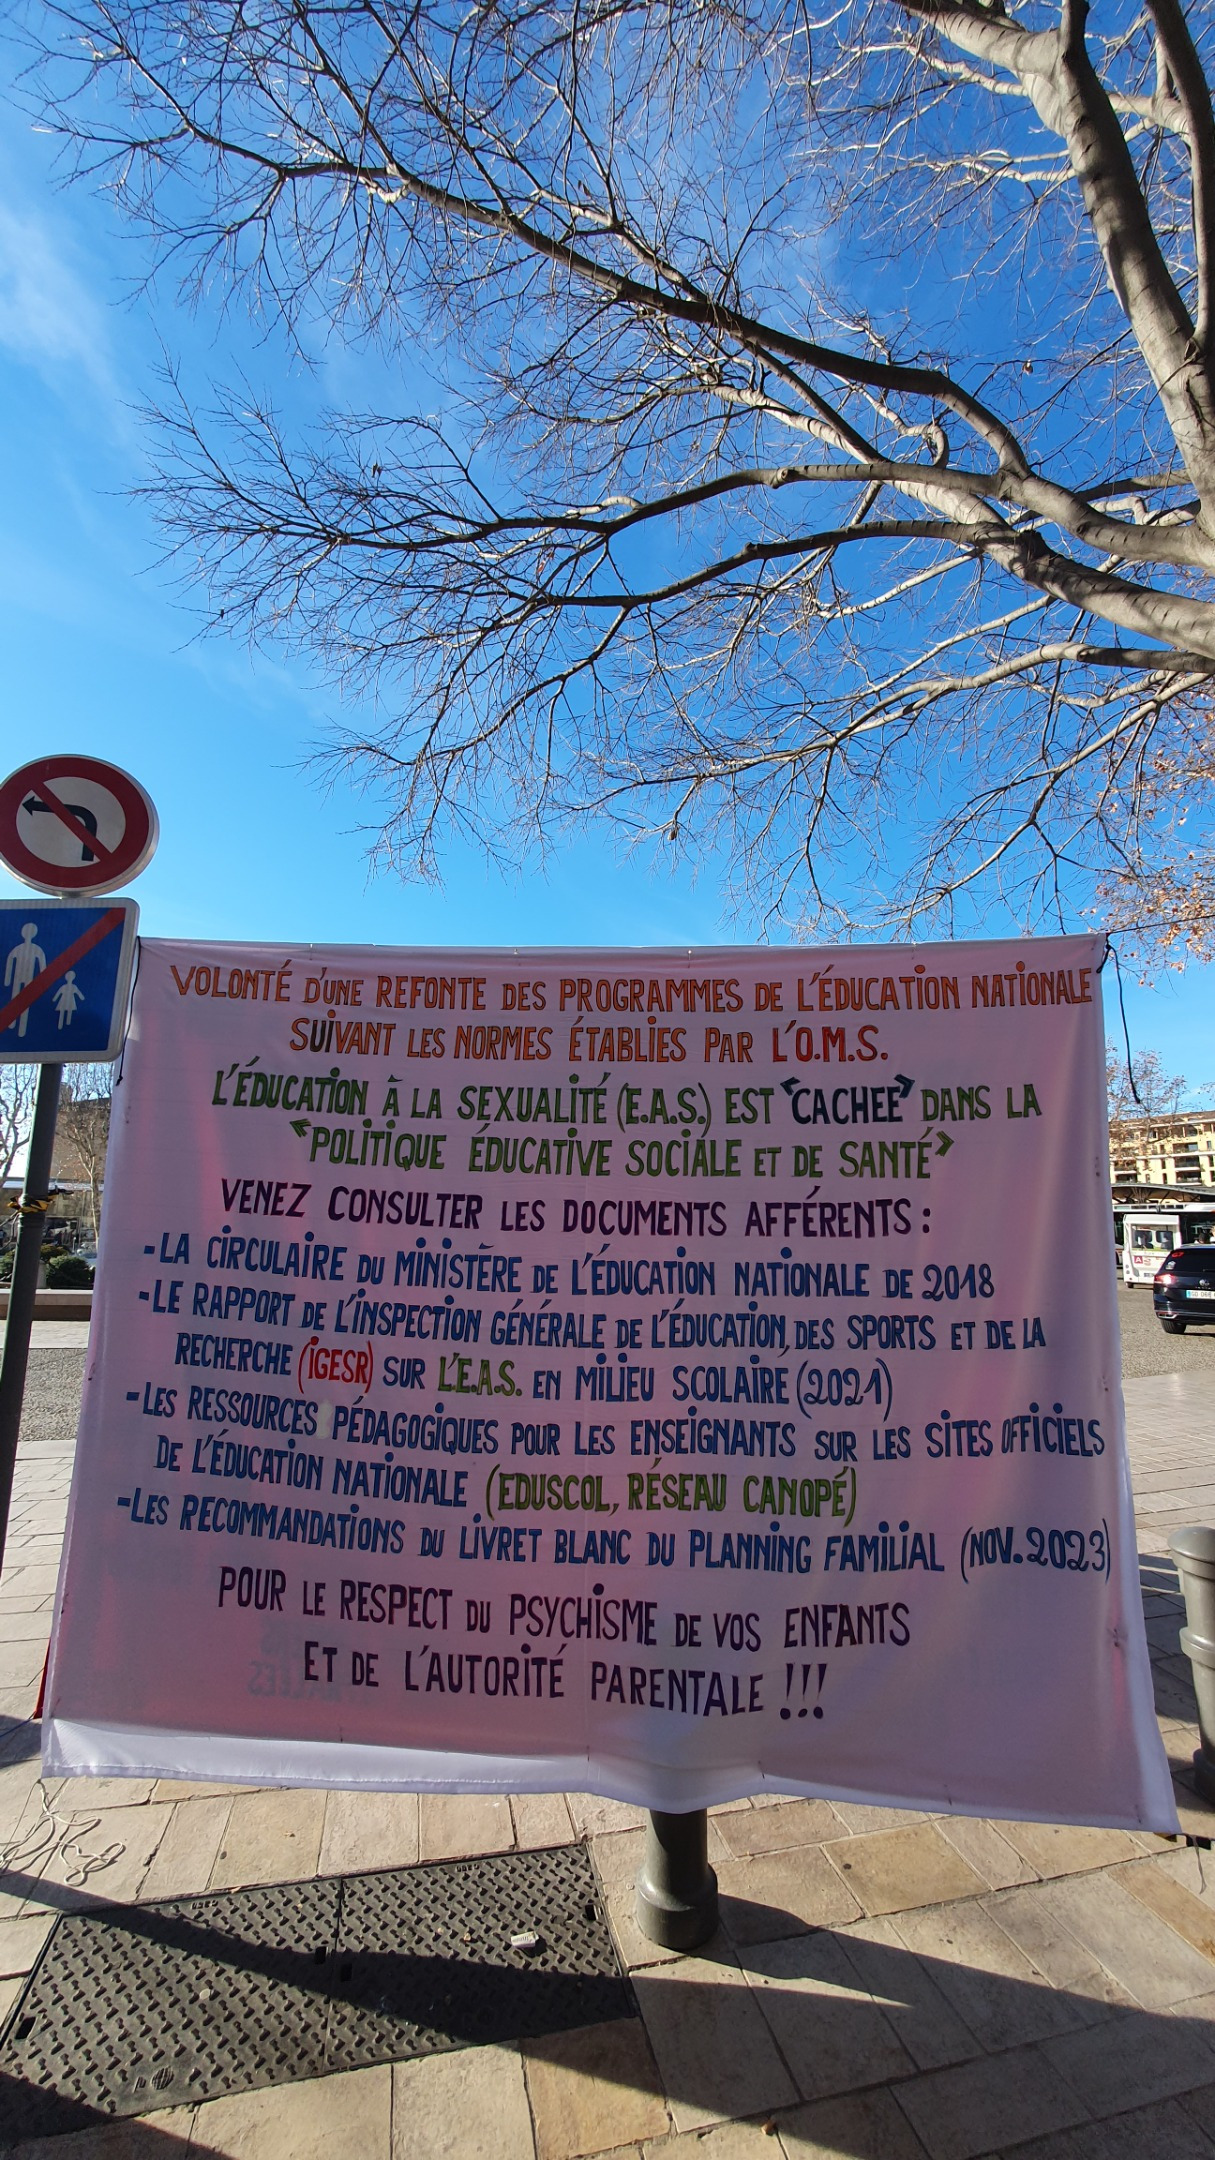 VOLONTÉ D'UNE REFONTE DES PROGRAMMES DE L'ÉDUCATION NATIONALE
SUIVANT LES NORMES ÉTABLIES PAR L'O.M.S.
L'ÉDUCATION À LA SEXUALITÉ (E.A.S.) EST "CACHEE" DANS LA
"POLITIQUE ÉDUCATIVE SOCIALE ET DE SANTÉ"
VENEZ CONSULTER LES DOCUMENTS AFFÉRENTS :
-LA CIRCULAIRE DU MINISTÈRE DE L'ÉDUCATION NATIONALE DE 2018
-LE RAPPORT DE L'INSPECTION GÉNÉRALE DE L'ÉDUCATION, DES SPORTS ET DE LA
RECHERCHE (IGESR) SUR L'E.A.S. EN MILIEU SCOLAIRE (2021)
-LES RESSOURCES PÉDAGOGIQUES POUR LES ENSEIGNANTS SUR LES SITES OFFICIELS
DE L'ÉDUCATION NATIONALE (EDUSCOL, RÉSEAU CANOPÉ)
-LES RECOMMANDATIONS DU LIVRET BLANC DU PLANNING FAMILIAL (NOV. 2023)
POUR LE RESPECT DU PSYCHISME DE VOS ENFANTS
ET DE L'AUTORITÉ PARENTALE !!!